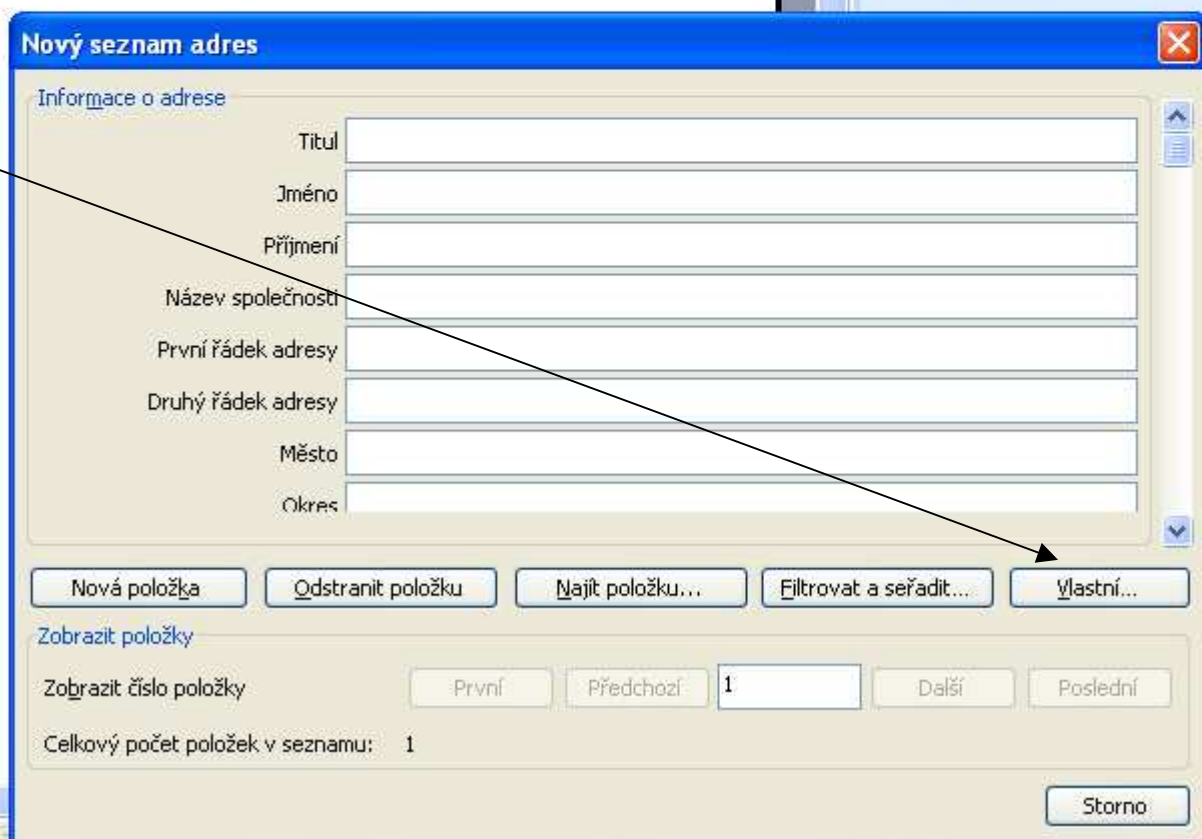 Nový seznam adres
Informace o adrese
Titul
Jméno
Příjmení
Název společnosti
První řádek adresy
Druhý řádek adresy
Město
Okres
Nová položka Odstranit položku Najít položku... Filtrovat a seřadit... Vlastní...
Zobrazit položky
Zobrazit číslo položky První Předchozí 1 Další Poslední
Celkový počet položek v seznamu: 1
Storno